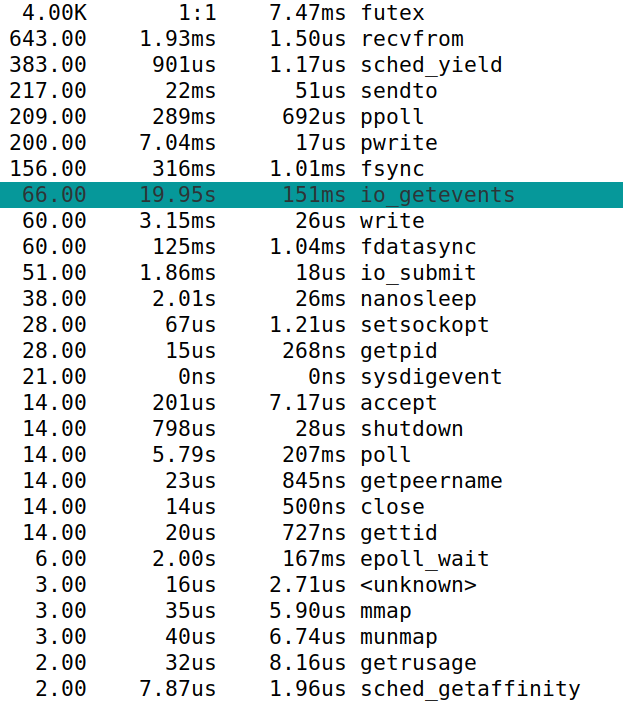 4.00K 1:1 7.47ms futex
643.00 1.93ms 1.50us recvfrom
383.00 901us 1.17us sched_yield
217.00 22ms 51us sendto
209.00 289ms 692us ppoll
200.00 7.04ms 17us pwrite
156.00 316ms 1.01ms fsync
66.00 19.95s 151ms io_getevents
60.00 3.15ms 26us write
60.00 125ms 1.04ms fdatasync
51.00 1.86ms 18us io_submit
38.00 2.01s 26ms nanosleep
28.00 67us 1.21us setsockopt
28.00 15us 268ns getpid
21.00 0ns 0ns sysdigevent
14.00 201us 7.17us accept
14.00 798us 28us shutdown
14.00 5.79s 207ms poll
14.00 23us 845ns getpeername
14.00 14us 500ns close
14.00 20us 727ns gettid
6.00 2.00s 167ms epoll_wait
3.00 16us 2.71us <unknown>
3.00 35us 5.90us mmap
3.00 40us 6.74us munmap
2.00 32us 8.16us getrusage
2.00 7.87us 1.96us sched_getaffinity